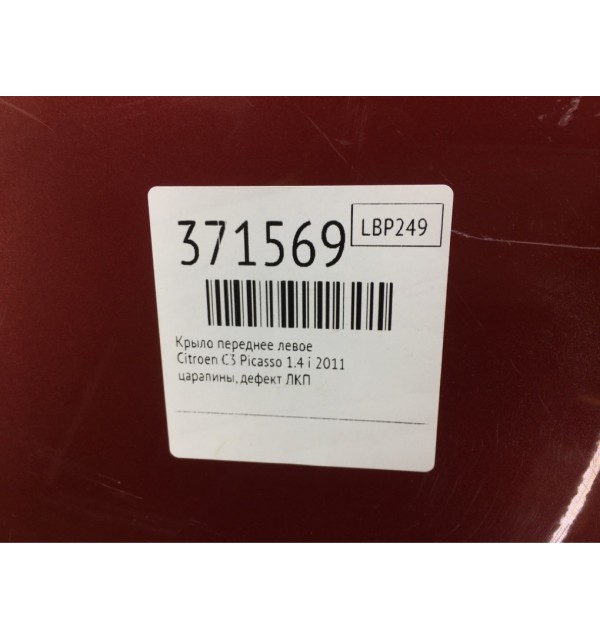 371569
LBP249
Крыло переднее левое
Citroen C3 Picasso 1.4 i 2011
царапины, дефект ЛКП